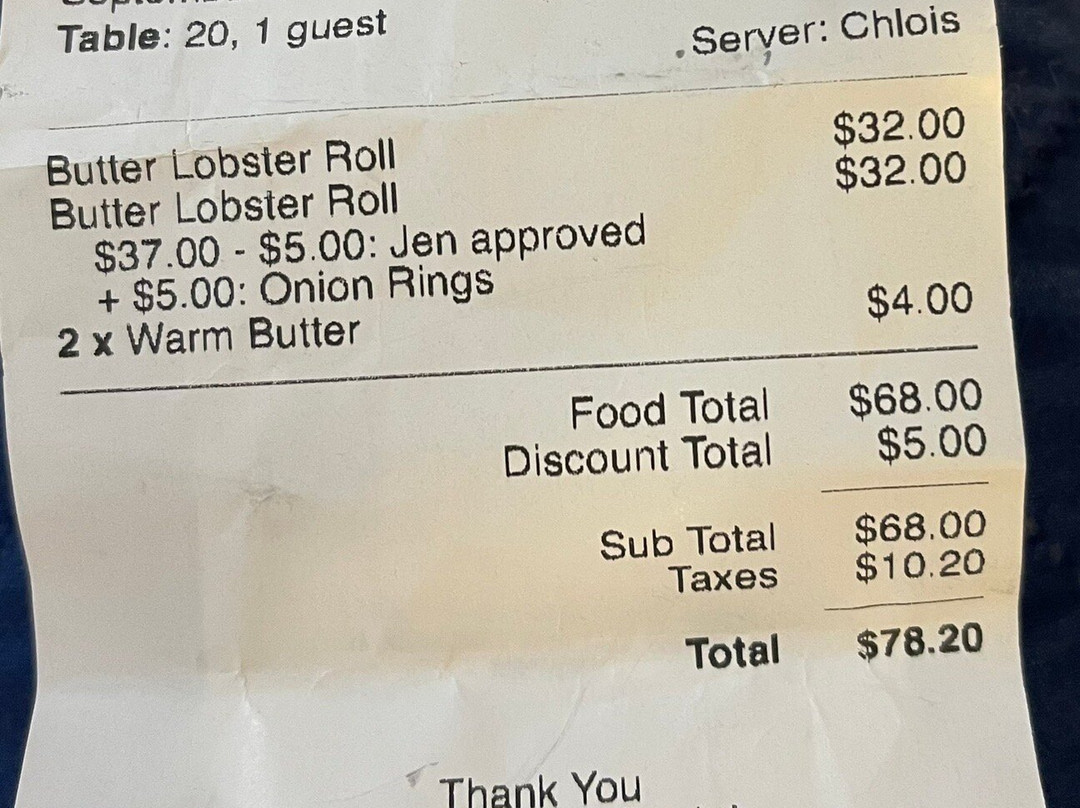 Table: 20, 1 guest
Server: Chlois
Butter Lobster Roll $32.00
Butter Lobster Roll $32.00
$37.00 - $5.00: Jen approved
+ $5.00: Onion Rings
2 x Warm Butter $4.00
Food Total $68.00
Discount Total $5.00
Sub Total $68.00
Taxes $10.20
Total $78.20
Thank You